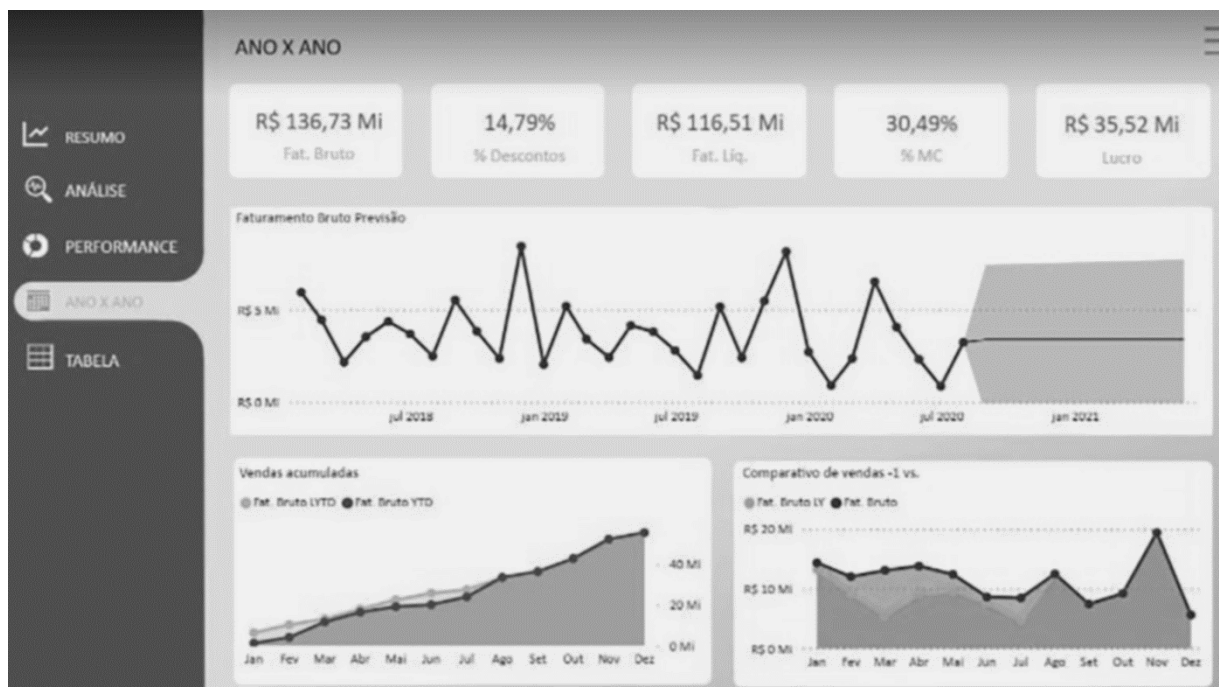 ANO X ANO
RESUMO
ANÁLISE
PERFORMANCE
ANO X ANO
TABELA
R$ 136,73 Mi
Fat. Bruto
14,79%
% Descontos
R$ 116,51 Mi
Fat. Líq.
30,49%
% MC
R$ 35,52 Mi
Lucro
Faturamento Bruto Previsão
R$ 5 Mi
R$ 0 Mi
jul 2018 jan 2019 jul 2019 jan 2020 jul 2020 jan 2021
Vendas acumuladas
Fat. Bruto LYTD Fat. Bruto YTD
40 Mi
20 Mi
0 Mi
Jan Fev Mar Abr Mai Jun Jul Ago Set Out Nov Dez
Comparativo de vendas -1 vs.
Fat. Bruto LY Fat. Bruto
R$ 20 Mi
R$ 10 Mi
R$ 0 Mi
Jan Fev Mar Abr Mai Jun Jul Ago Set Out Nov Dez